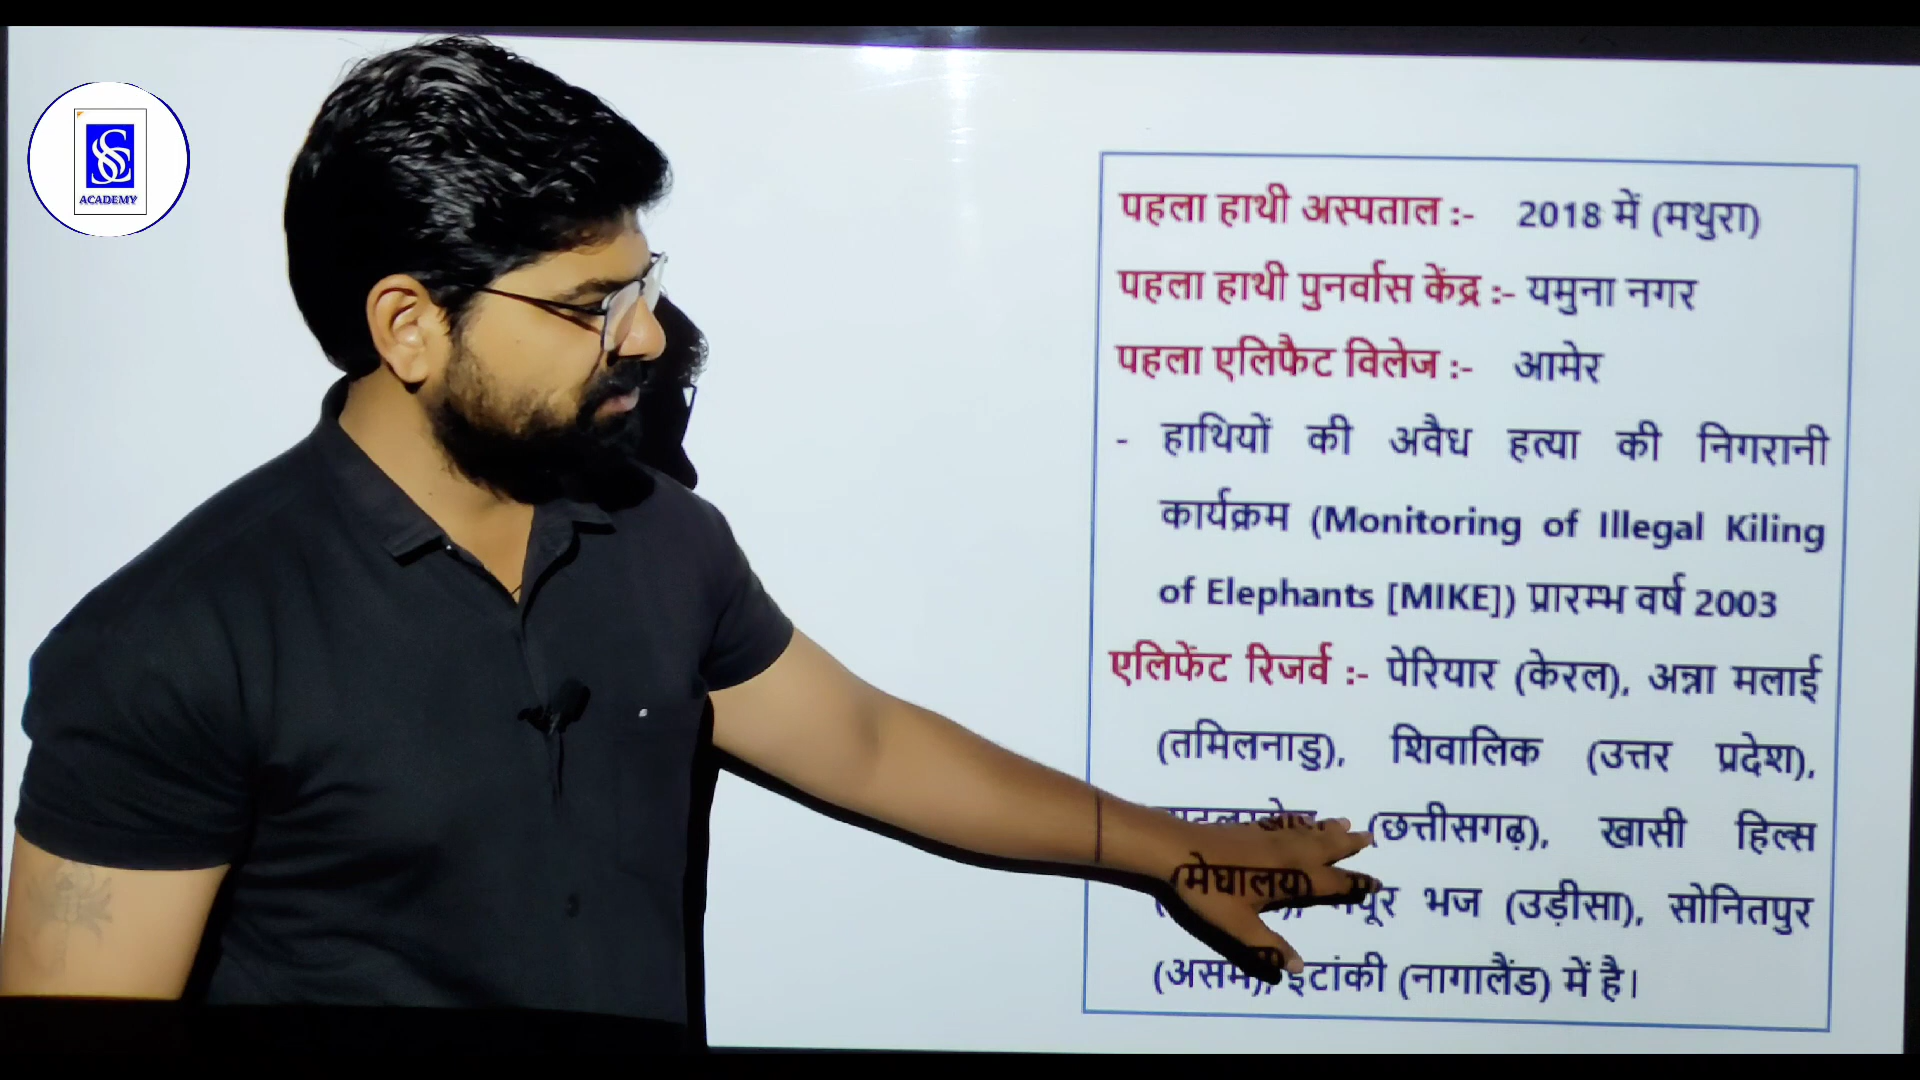 SSC
ACADEMY
पहला हाथी अस्पताल :- 2018 में (मथुरा)
पहला हाथी पुनर्वास केंद्र :- यमुना नगर
पहला एलिफैट विलेज :- आमेर
- हाथियों की अवैध हत्या की निगरानी
कार्यक्रम (Monitoring of Illegal Kiling
of Elephants [MIKE]) प्रारम्भ वर्ष 2003
एलिफेंट रिजर्व :- पेरियार (केरल), अन्ना मलाई
(तमिलनाडु), शिवालिक (उत्तर प्रदेश),
(छत्तीसगढ़), खासी हिल्स
(मेघालय), मयूर भज (उड़ीसा), सोनितपुर
(असम), इटांकी (नागालैंड) में है।